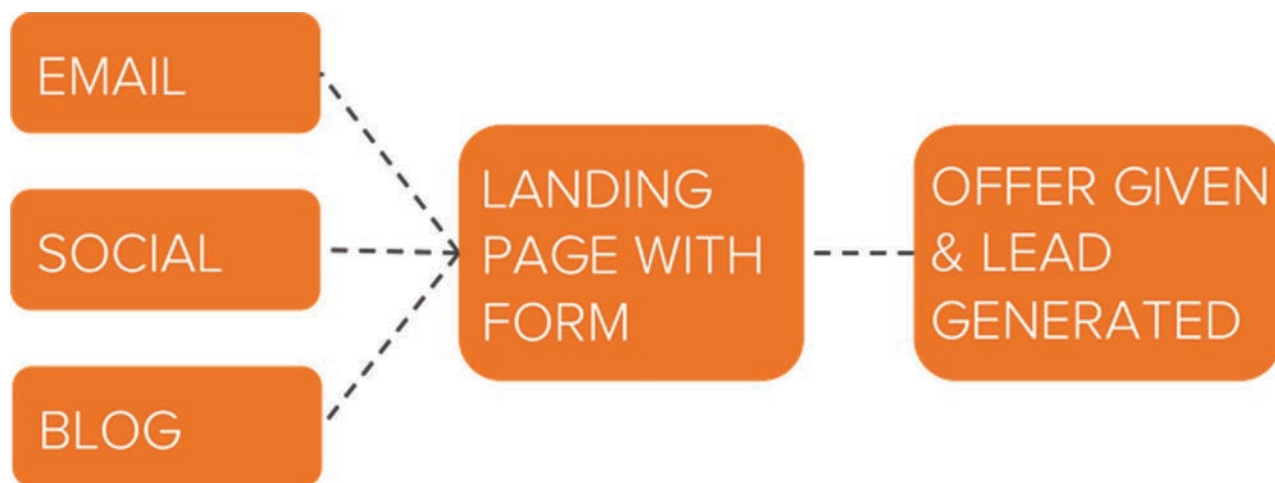 EMAIL
SOCIAL
BLOG
LANDING
PAGE WITH
FORM
OFFER GIVEN
& LEAD
GENERATED